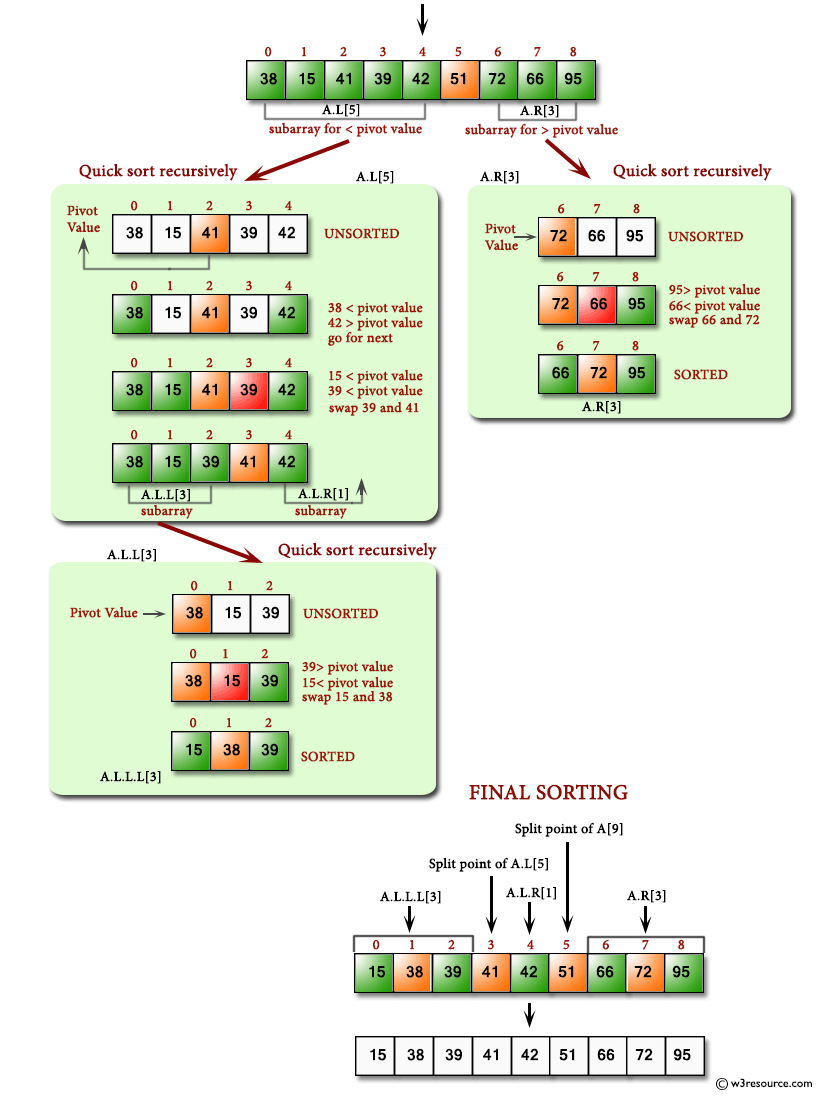 0 1 2 3 4 5 6 7 8
38 15 41 39 42 51 72 66 95
A.L[5] A.R[3]
subarray for < pivot value subarray for > pivot value
Quick sort recursively
A.L[5]
0 1 2 3 4
Pivot
Value
38 15 41 39 42 UNSORTED
0 1 2 3 4
38 15 41 39 42
38 < pivot value
42 > pivot value
go for next
0 1 2 3 4
38 15 41 39 42
15 < pivot value
39 < pivot value
swap 39 and 41
0 1 2 3 4
38 15 39 41 42
A.L.L[3] A.L.R[1]
subarray subarray
A.R[3]
Quick sort recursively
6 7 8
Pivot
Value
72 66 95 UNSORTED
6 7 8
72 66 95
95> pivot value
66< pivot value
swap 66 and 72
6 7 8
66 72 95 SORTED
A.R[3]
A.L.L[3]
Quick sort recursively
0 1 2
Pivot Value 38 15 39 UNSORTED
0 1 2
38 15 39
39> pivot value
15< pivot value
swap 15 and 38
0 1 2
15 38 39 SORTED
A.L.L.L[3]
FINAL SORTING
Split point of A[9]
Split point of A.L[5]
A.L.L.L[3] A.L.R[1] A.R[3]
0 1 2 3 4 5 6 7 8
15 38 39 41 42 51 66 72 95
15 38 39 41 42 51 66 72 95
© w3resource.com